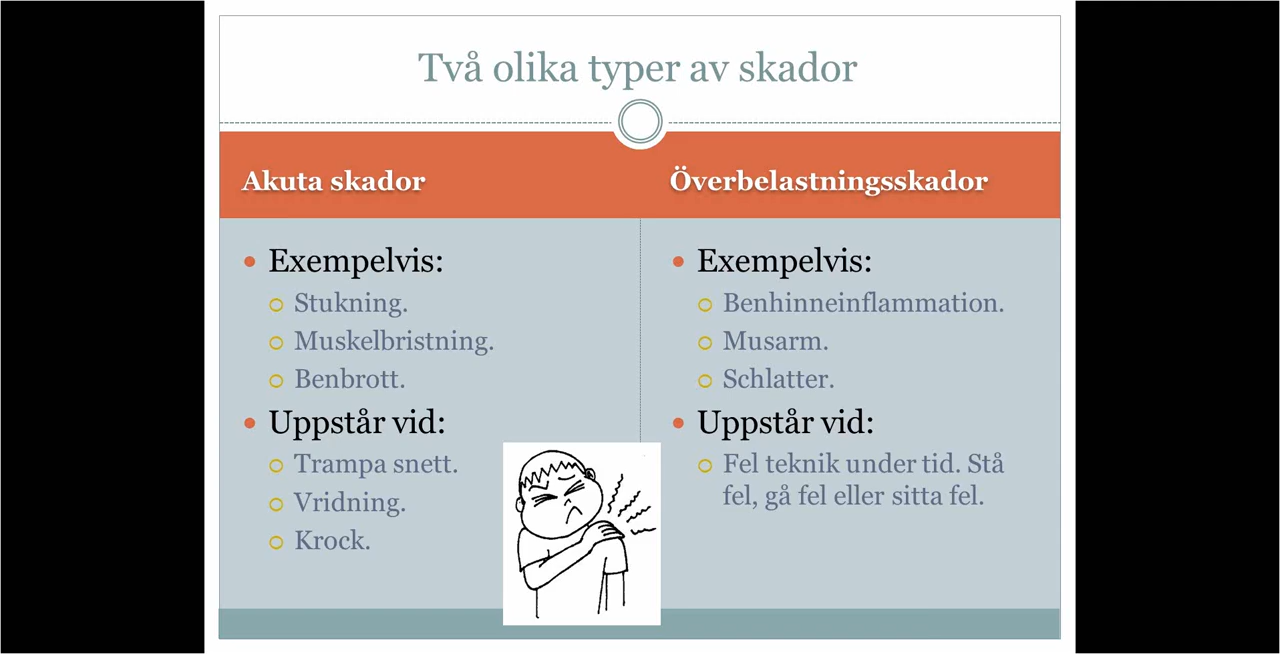 Två olika typer av skador
Akuta skador
Exempelvis:
Stukning.
Muskelbristning.
Benbrott.
Uppstår vid:
Trampa snett.
Vridning.
Krock.
Överbelastningsskador
Exempelvis:
Benhinneinflammation.
Musarm.
Schlatter.
Uppstår vid:
Fel teknik under tid. Stå
fel, gå fel eller sitta fel.